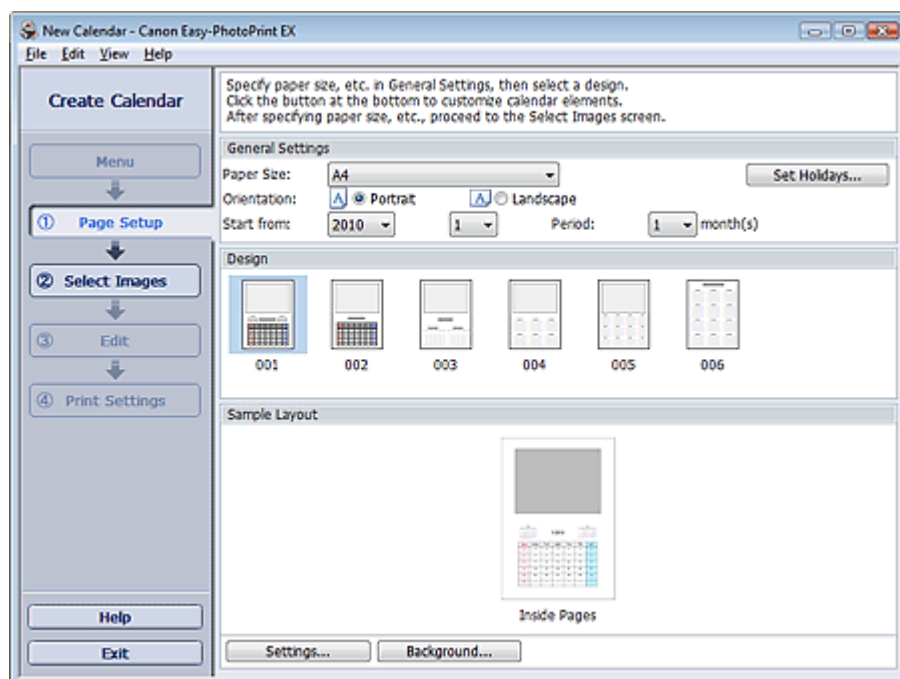 New Calendar - Canon Easy-PhotoPrint EX
File Edit View Help
Create Calendar
Menu
① Page Setup
② Select Images
③ Edit
④ Print Settings
Help
Exit
Specify paper size, etc. in General Settings, then select a design.
Click the button at the bottom to customize calendar elements.
After specifying paper size, etc., proceed to the Select Images screen.
General Settings
Paper Size: A4 Set Holidays...
Orientation: A Portrait A Landscape
Start from: 2010 1 Period: 1 month(s)
Design
001 002 003 004 005 006
Sample Layout
Inside Pages
Settings... Background...